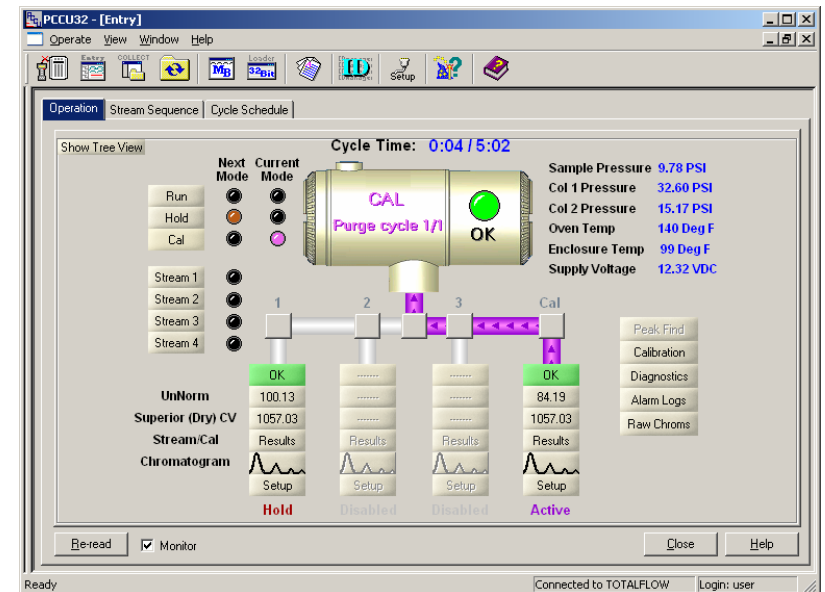 PCCU32 - [Entry]
Operate View Window Help
Entry COLLECT MB Loader 32Bit ID Setup
Operation Stream Sequence Cycle Schedule
Show Tree View
Cycle Time: 0:04 / 5:02
Next Mode Current Mode
Run
Hold
Cal
CAL
Purge cycle 1/1
OK
Sample Pressure 9.78 PSI
Col 1 Pressure 32.60 PSI
Col 2 Pressure 15.17 PSI
Oven Temp 140 Deg F
Enclosure Temp 99 Deg F
Supply Voltage 12.32 VDC
Stream 1
Stream 2
Stream 3
Stream 4
1 2 3 Cal
OK ------- ------- OK
UnNorm 100.13 ------- ------- 84.19
Superior (Dry) CV 1057.03 ------- ------- 1057.03
Stream/Cal Results Results Results Results
Chromatogram
Setup Setup Setup Setup
Hold Disabled Disabled Active
Peak Find
Calibration
Diagnostics
Alarm Logs
Raw Chroms
Re-read Monitor Close Help
Ready Connected to TOTALFLOW Login: user